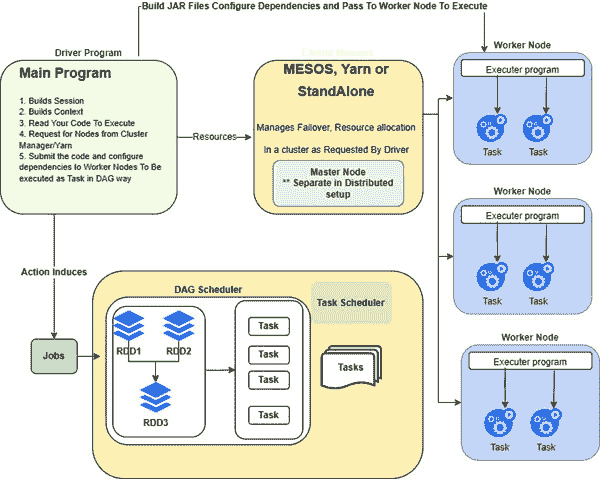 Build JAR Files Configure Dependencies and Pass To Worker Node To Execute
Driver Program
Main Program
1. Builds Session
2. Builds Context
3. Read Your Code To Execute
4. Request for Nodes from Cluster
Manager/Yarn
5. Submit the code and configure
dependencies to Worker Nodes To Be
executed as Task in DAG way
Resources
MESOS, Yarn or
StandAlone
Manages Failover, Resource allocation
In a cluster as Requested By Driver
Master Node
** Separate in Distributed
setup
Worker Node
Executer program
Task
Task
Worker Node
Executer program
Task
Task
Worker Node
Executer program
Task
Task
Action Induces
Jobs
DAG Scheduler
RDD1
RDD2
RDD3
Task
Task
Task
Task
Task Scheduler
Tasks